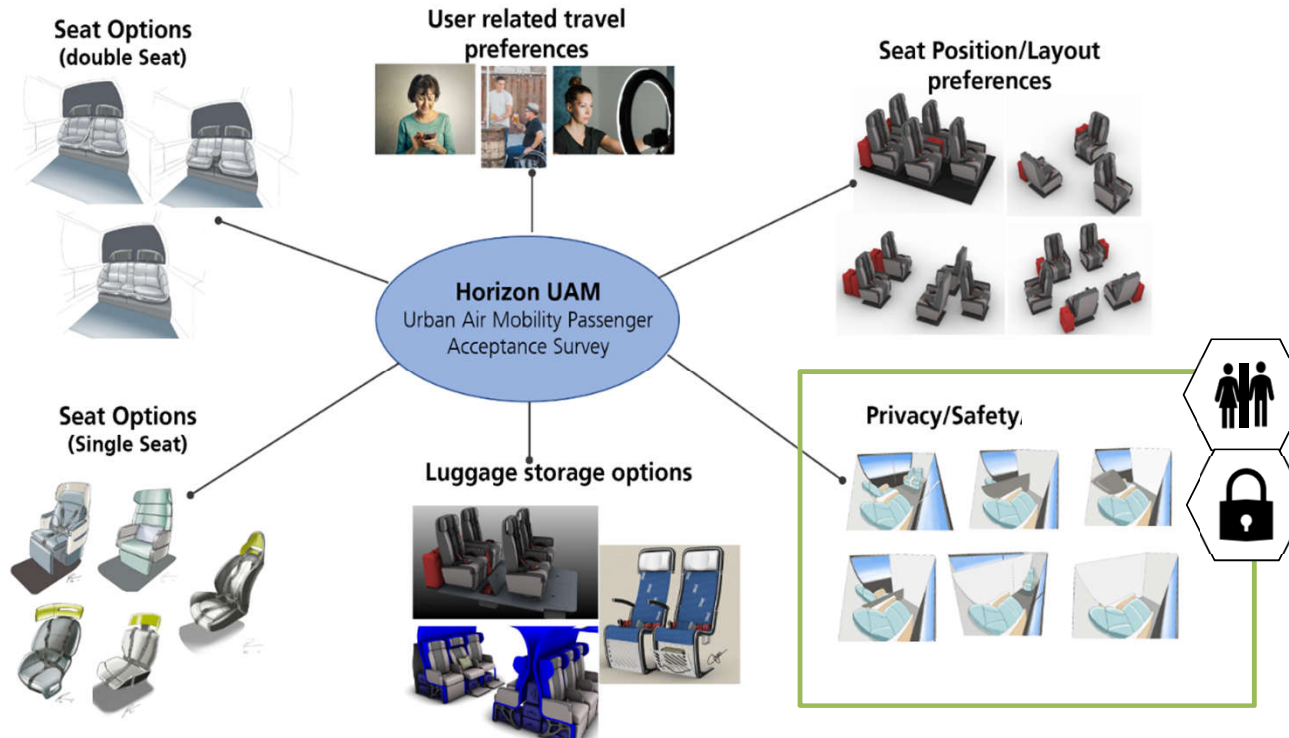 Seat Options
(double Seat)
User related travel
preferences
Seat Position/Layout
preferences
Horizon UAM
Urban Air Mobility Passenger
Acceptance Survey
Seat Options
(Single Seat)
Luggage storage options
Privacy/Safety/